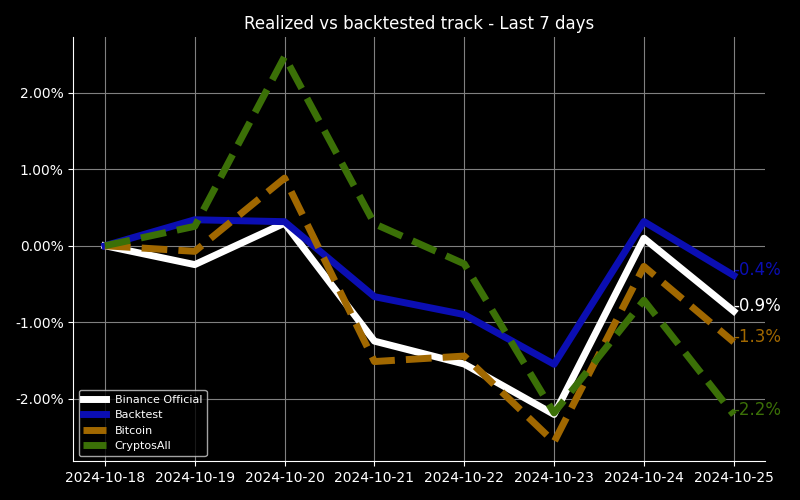 Realized vs backtested track - Last 7 days
2.00%
1.00%
0.00%
-1.00%
-2.00%
-0.4%
-0.9%
-1.3%
-2.2%
Binance Official
Backtest
Bitcoin
CryptosAll
2024-10-18 2024-10-19 2024-10-20 2024-10-21 2024-10-22 2024-10-23 2024-10-24 2024-10-25